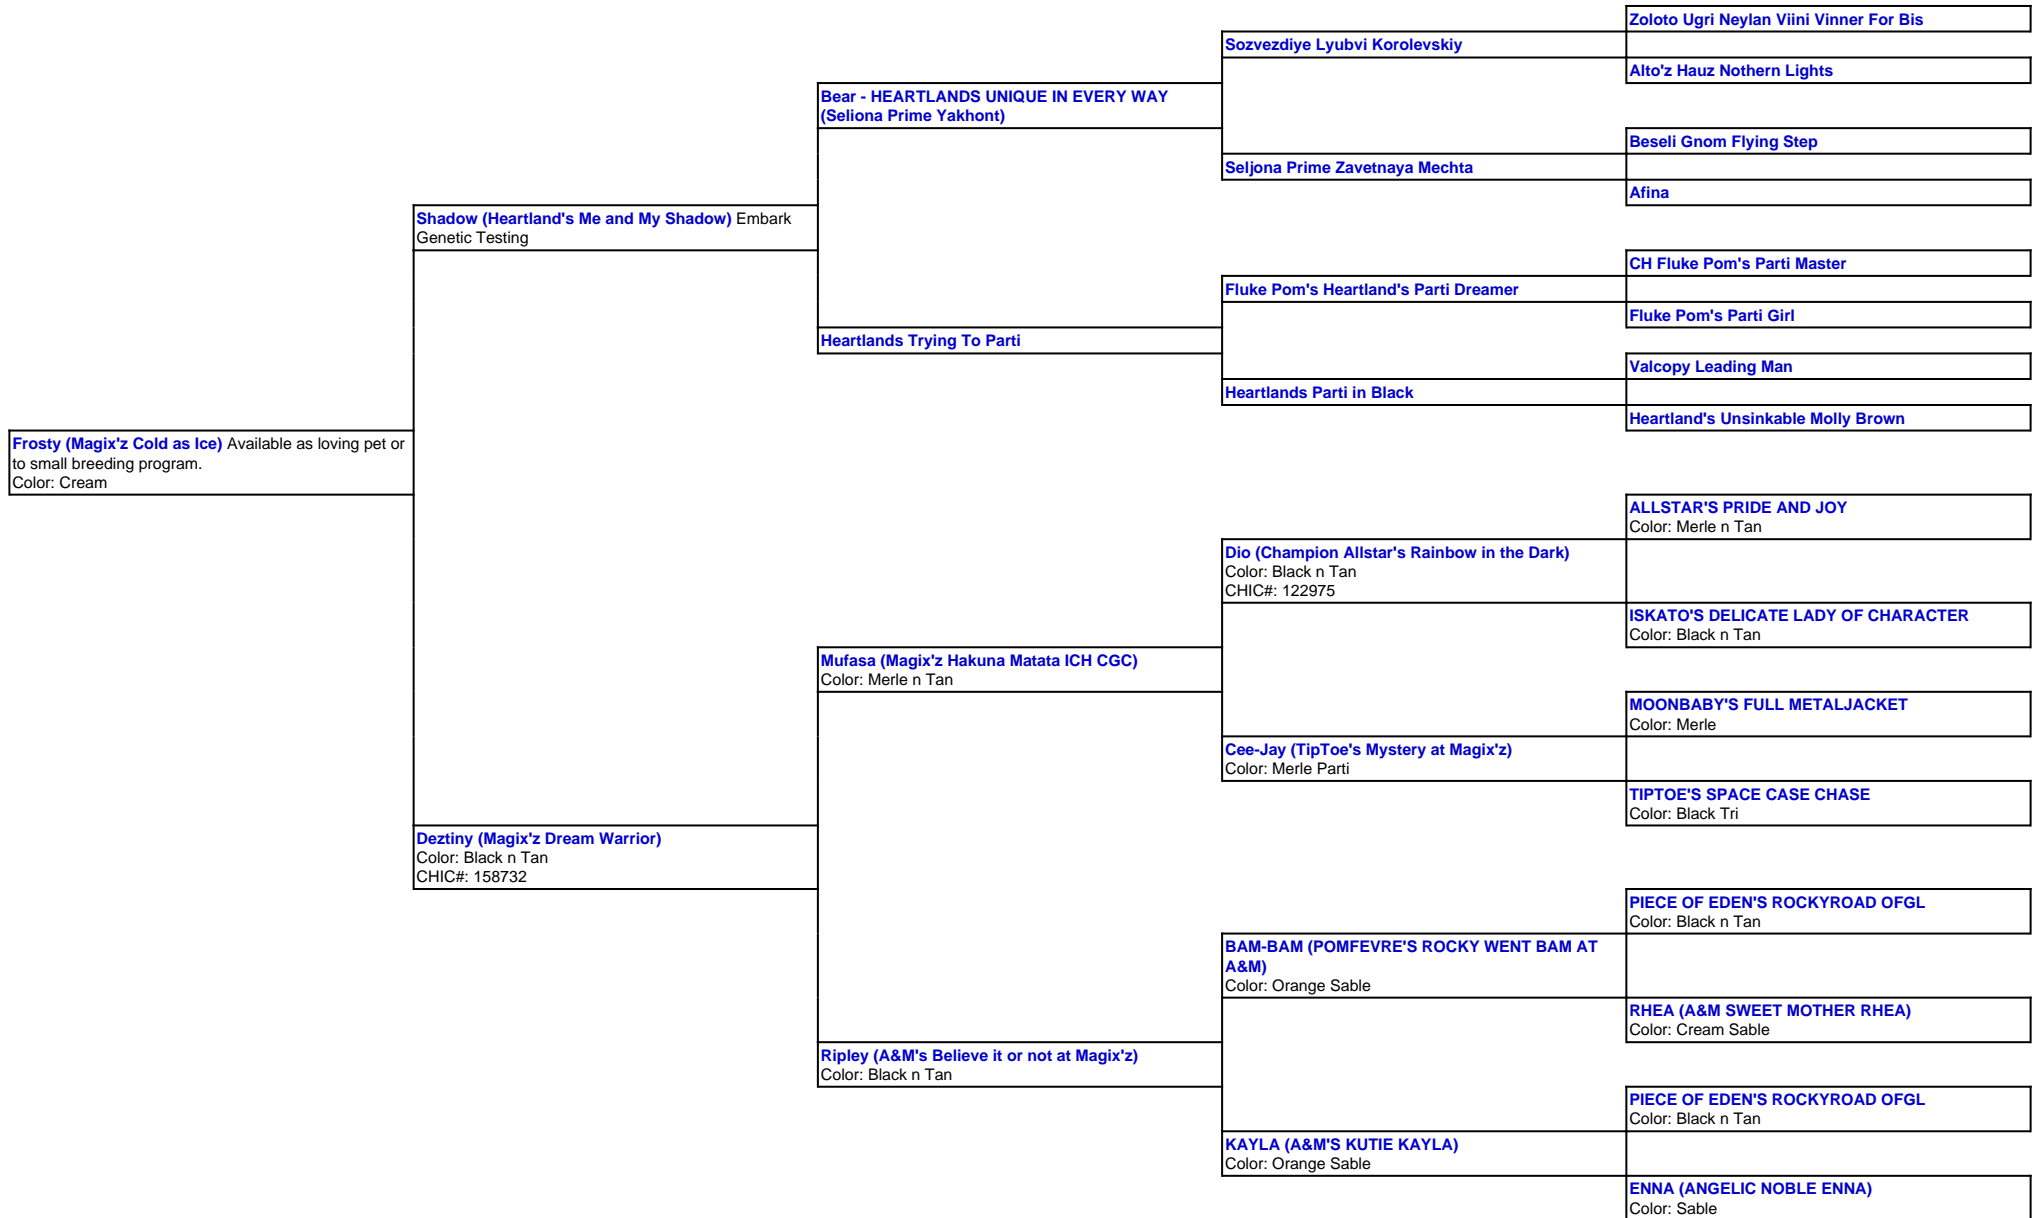 Zoloto Ugri Neylan Viini Vinner For Bis
Sozvezdiye Lyubvi Korolevskiy
Alto'z Hauz Nothern Lights
Bear - HEARTLANDS UNIQUE IN EVERY WAY
(Seliona Prime Yakhont)
Beseli Gnom Flying Step
Seljona Prime Zavetnaya Mechta
Afina
Shadow (Heartland's Me and My Shadow) Embark
Genetic Testing
CH Fluke Pom's Parti Master
Fluke Pom's Heartland's Parti Dreamer
Fluke Pom's Parti Girl
Heartlands Trying To Parti
Valcopy Leading Man
Heartlands Parti in Black
Heartland's Unsinkable Molly Brown
Frosty (Magix'z Cold as Ice) Available as loving pet or
to small breeding program.
Color: Cream
ALLSTAR'S PRIDE AND JOY
Color: Merle n Tan
Dio (Champion Allstar's Rainbow in the Dark)
Color: Black n Tan
CHIC#: 122975
ISKATO'S DELICATE LADY OF CHARACTER
Color: Black n Tan
Mufasa (Magix'z Hakuna Matata ICH CGC)
Color: Merle n Tan
MOONBABY'S FULL METALJACKET
Color: Merle
Cee-Jay (TipToe's Mystery at Magix'z)
Color: Merle Parti
TIPTOE'S SPACE CASE CHASE
Color: Black Tri
Deztiny (Magix'z Dream Warrior)
Color: Black n Tan
CHIC#: 158732
PIECE OF EDEN'S ROCKYROAD OFGL
Color: Black n Tan
BAM-BAM (POMFEVRE'S ROCKY WENT BAM AT
A&M)
Color: Orange Sable
RHEA (A&M SWEET MOTHER RHEA)
Color: Cream Sable
Ripley (A&M's Believe it or not at Magix'z)
Color: Black n Tan
PIECE OF EDEN'S ROCKYROAD OFGL
Color: Black n Tan
KAYLA (A&M'S KUTIE KAYLA)
Color: Orange Sable
ENNA (ANGELIC NOBLE ENNA)
Color: Sable